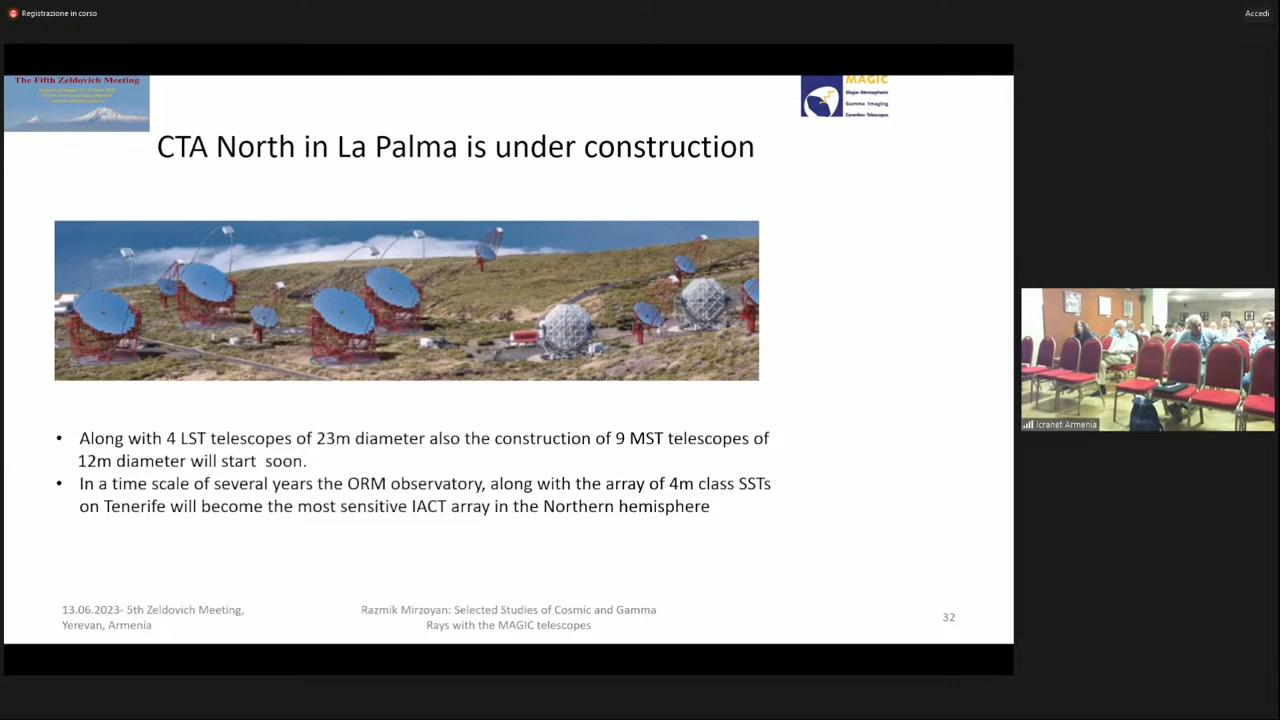 Registrazione in corso
Accedi
The Fifth Zeldovich Meeting
MAGIC
Major Atmospheric
Gamma Imaging
Cerenkov Telescopes
CTA North in La Palma is under construction
• Along with 4 LST telescopes of 23m diameter also the construction of 9 MST telescopes of
12m diameter will start soon.
• In a time scale of several years the ORM observatory, along with the array of 4m class SSTs
on Tenerife will become the most sensitive IACT array in the Northern hemisphere
Icranet Armenia
13.06.2023- 5th Zeldovich Meeting,
Yerevan, Armenia
Razmik Mirzoyan: Selected Studies of Cosmic and Gamma
Rays with the MAGIC telescopes
32